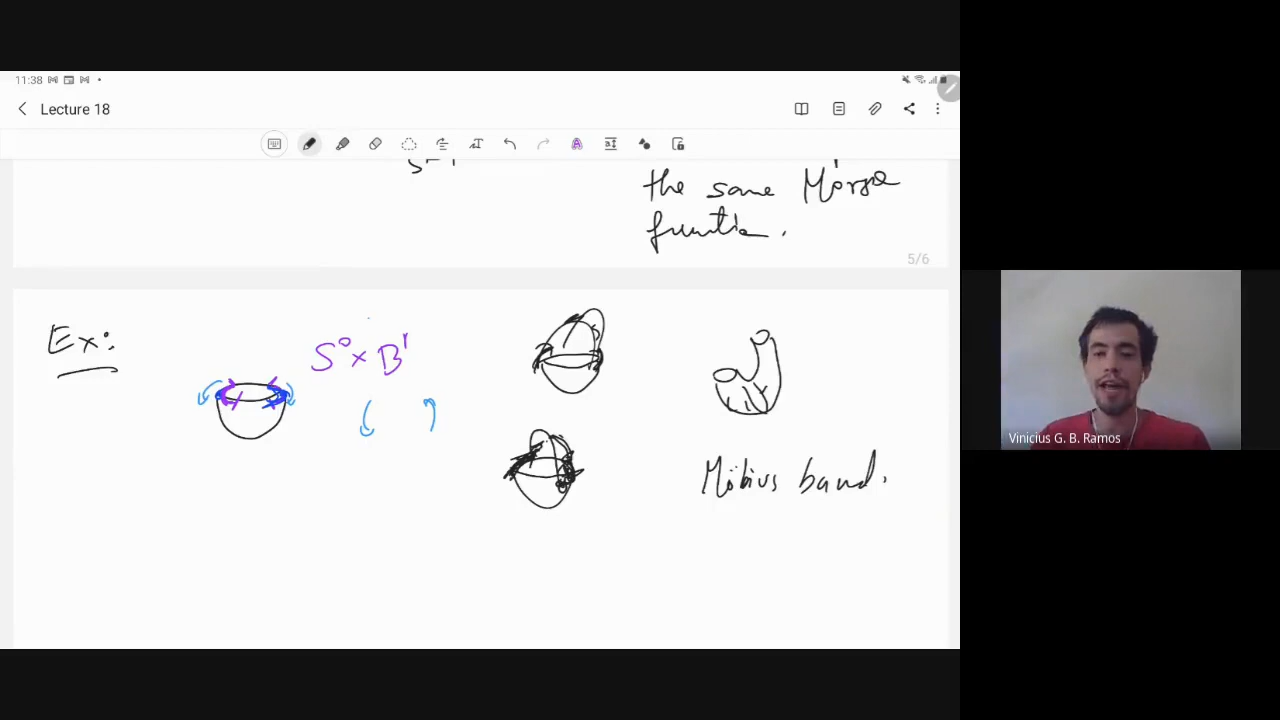 11:38
Lecture 18
the same Morse
function.
5/6
Ex:
S⁰ × B¹
Möbius band.
Vinicius G. B. Ramos